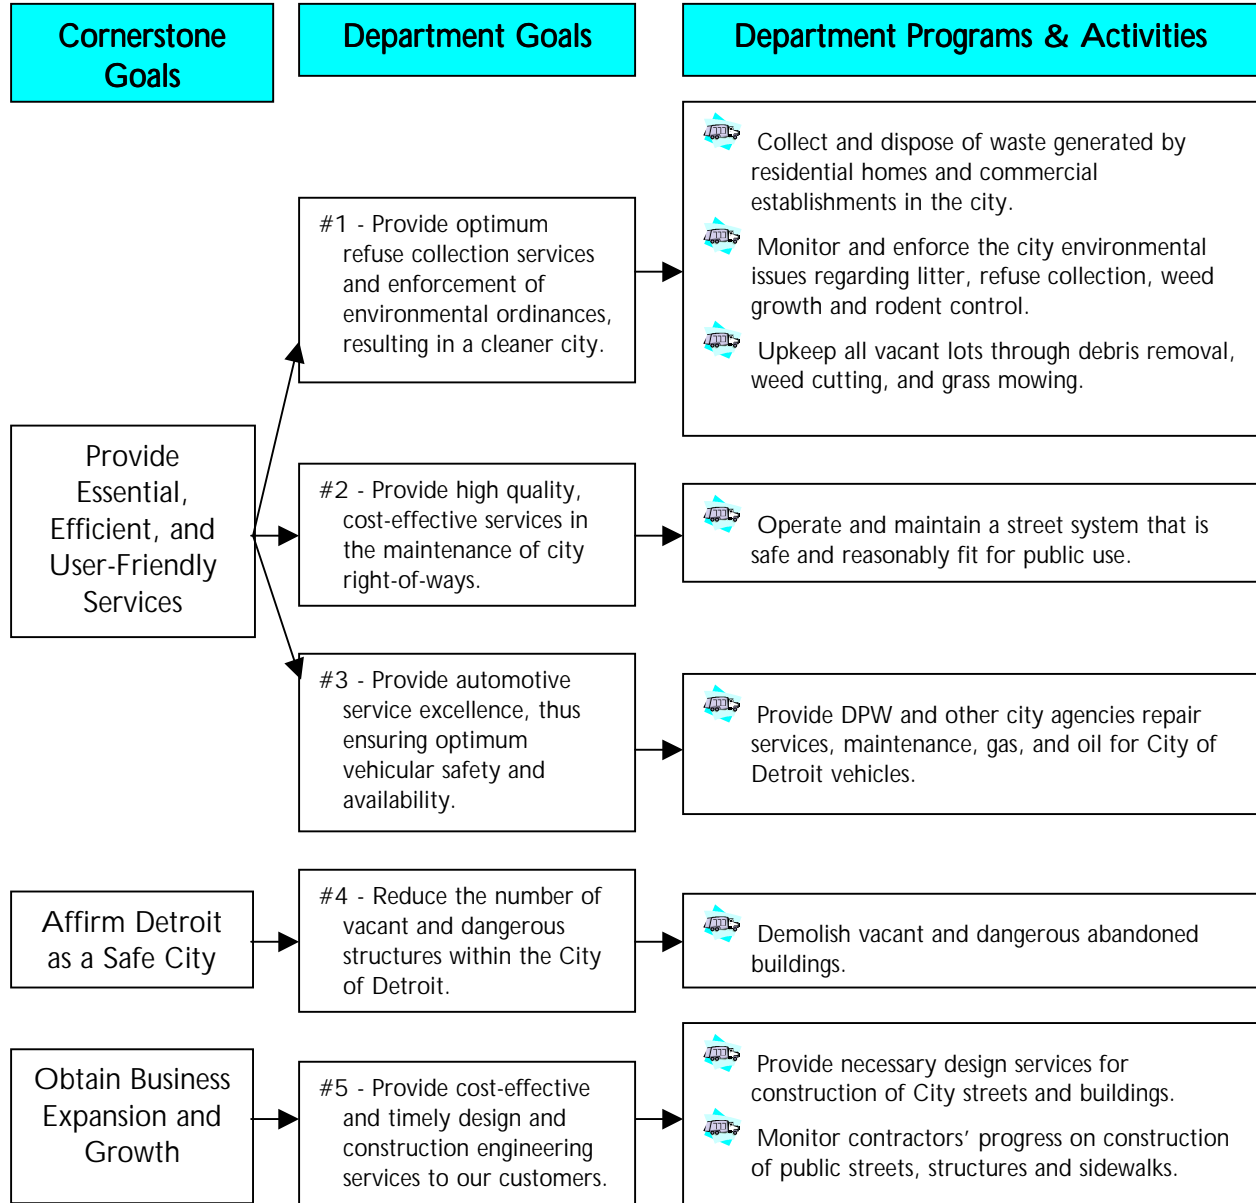 Cornerstone
Goals
Department Goals
Department Programs & Activities
Provide
Essential,
Efficient, and
User-Friendly
Services
#1 - Provide optimum
refuse collection services
and enforcement of
environmental ordinances,
resulting in a cleaner city.
Collect and dispose of waste generated by
residential homes and commercial
establishments in the city.
Monitor and enforce the city environmental
issues regarding litter, refuse collection, weed
growth and rodent control.
Upkeep all vacant lots through debris removal,
weed cutting, and grass mowing.
#2 - Provide high quality,
cost-effective services in
the maintenance of city
right-of-ways.
Operate and maintain a street system that is
safe and reasonably fit for public use.
#3 - Provide automotive
service excellence, thus
ensuring optimum
vehicular safety and
availability.
Provide DPW and other city agencies repair
services, maintenance, gas, and oil for City of
Detroit vehicles.
Affirm Detroit
as a Safe City
#4 - Reduce the number of
vacant and dangerous
structures within the City
of Detroit.
Demolish vacant and dangerous abandoned
buildings.
Obtain Business
Expansion and
Growth
#5 - Provide cost-effective
and timely design and
construction engineering
services to our customers.
Provide necessary design services for
construction of City streets and buildings.
Monitor contractors' progress on construction
of public streets, structures and sidewalks.